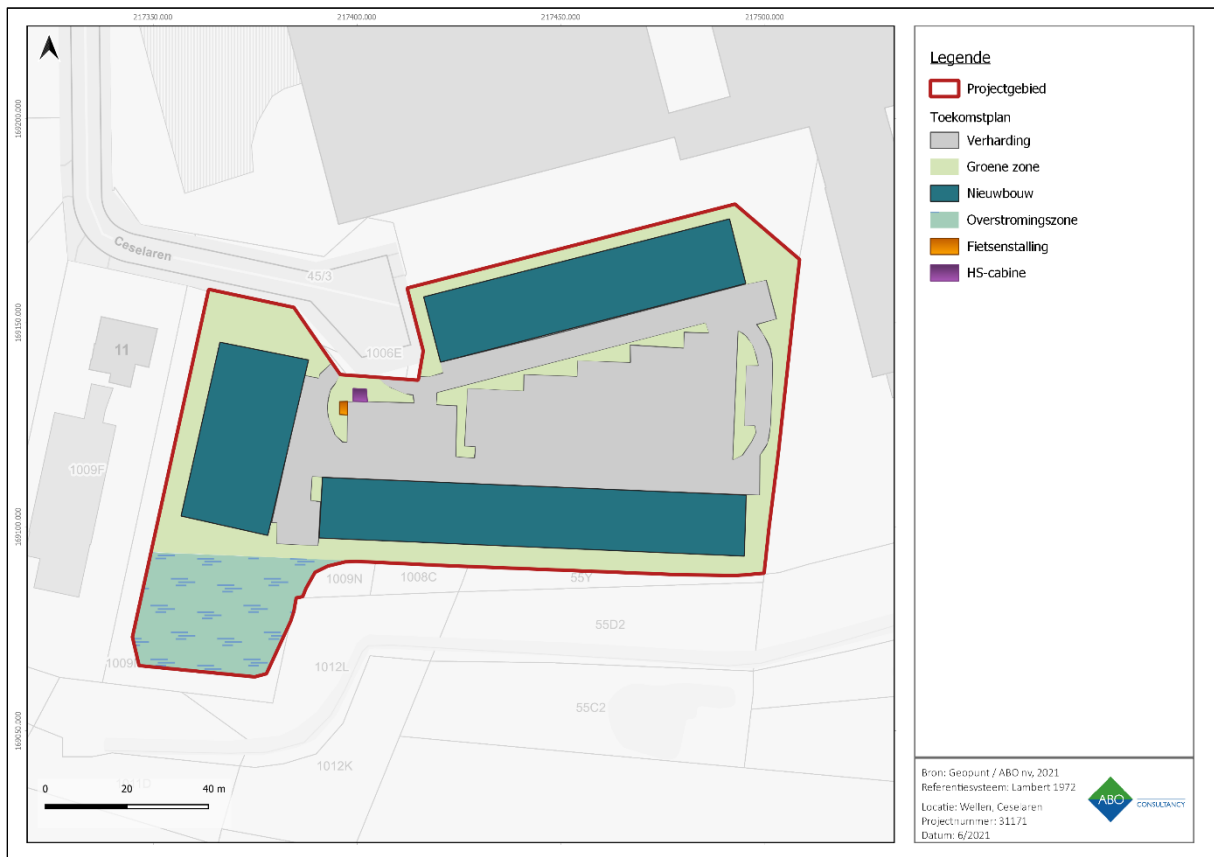 217350.000
217400.000
217450.000
217500.000
169200.000
169150.000
169100.000
169050.000
Ceselaren
45/3
1006E
11
1009F
1009N
1008C
55Y
55D2
1012L
55C2
1012K
1011D
0 20 40 m
Legende
Projectgebied
Toekomstplan
Verharding
Groene zone
Nieuwbouw
Overstromingszone
Fietsenstalling
HS-cabine
Bron: Geopunt / ABO nv, 2021
Referentiesysteem: Lambert 1972
Locatie: Wellen, Ceselaren
Projectnummer: 31171
Datum: 6/2021
ABO CONSULTANCY